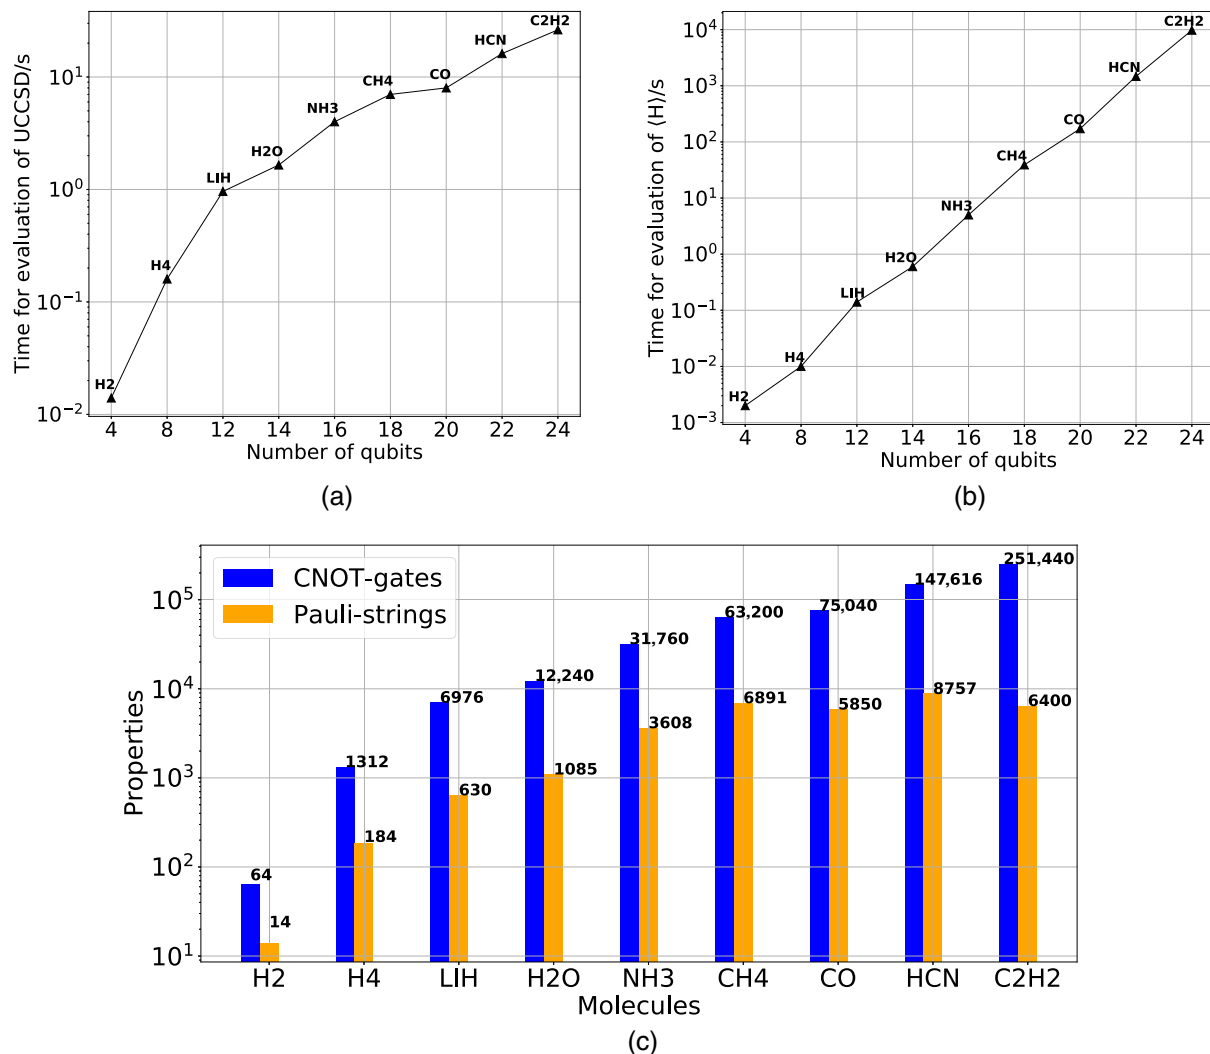 Time for evaluation of UCCSD/s
10^1
10^0
10^-1
10^-2
H2
H4
LIH
H2O
NH3
CH4
CO
HCN
C2H2
4 8 12 14 16 18 20 22 24
Number of qubits
(a)
Time for evaluation of ⟨H⟩/s
10^4
10^3
10^2
10^1
10^0
10^-1
10^-2
10^-3
H2
H4
LIH
H2O
NH3
CH4
CO
HCN
C2H2
4 8 12 14 16 18 20 22 24
Number of qubits
(b)
Properties
10^5
10^4
10^3
10^2
10^1
CNOT-gates
Pauli-strings
64
14
1312
184
6976
630
12,240
1085
31,760
3608
63,200
6891
75,040
5850
147,616
8757
251,440
6400
H2 H4 LIH H2O NH3 CH4 CO HCN C2H2
Molecules
(c)